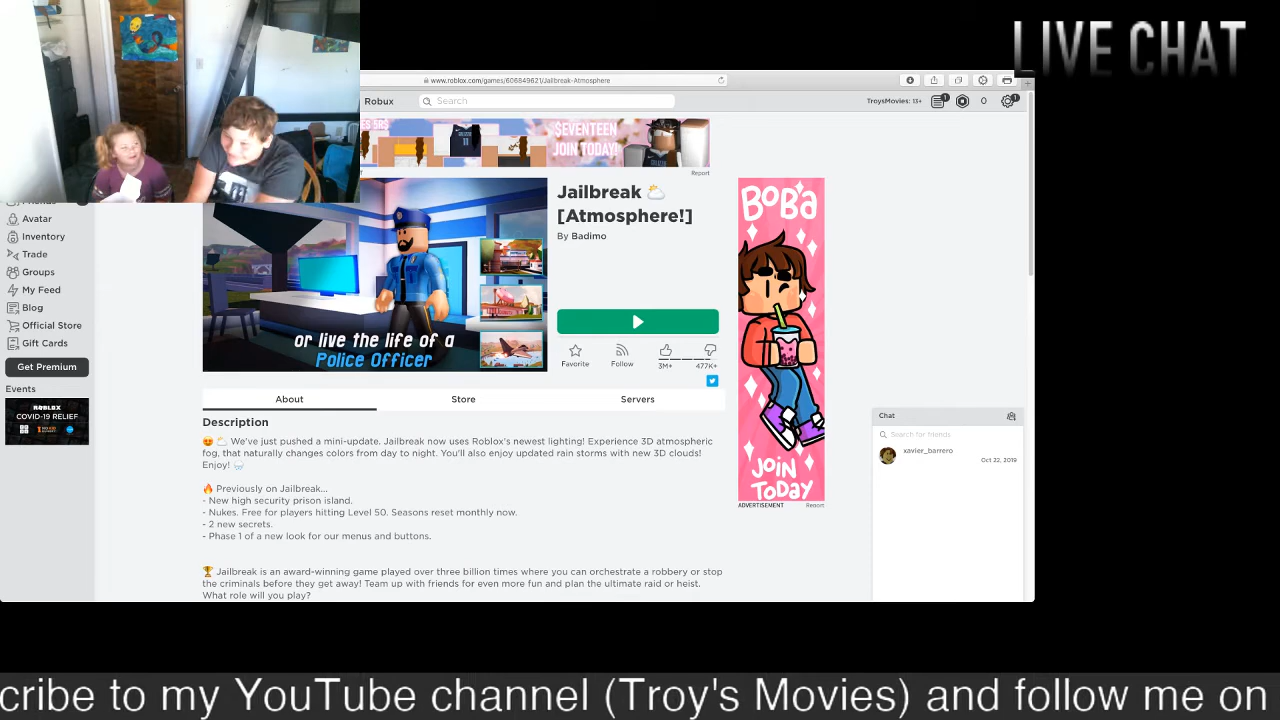 LIVE CHAT
www.roblox.com/games/606849621/Jailbreak-Atmosphere
Robux
Search
TroysMovies: 13+
1
0
1
$EVENTEEN
JOIN TODAY!
11
Report
Avatar
Inventory
Trade
Groups
My Feed
Blog
Official Store
Gift Cards
Get Premium
Events
ROBLOX
COVID-19 RELIEF
or live the life of a
Police Officer
Jailbreak
[Atmosphere!]
By Badimo
Favorite
Follow
3M+
477K+
About
Store
Servers
Description
We've just pushed a mini-update. Jailbreak now uses Roblox's newest lighting! Experience 3D atmospheric
fog, that naturally changes colors from day to night. You'll also enjoy updated rain storms with new 3D clouds!
Enjoy!
Previously on Jailbreak...
- New high security prison island.
- Nukes. Free for players hitting Level 50. Seasons reset monthly now.
- 2 new secrets.
- Phase 1 of a new look for our menus and buttons.
Jailbreak is an award-winning game played over three billion times where you can orchestrate a robbery or stop
the criminals before they get away! Team up with friends for even more fun and plan the ultimate raid or heist.
What role will you play?
BOBa
JOIN
TODAY
ADVERTISEMENT
Report
Chat
Search for friends
xavier_barrero
Oct 22, 2019
cribe to my YouTube channel (Troy's Movies) and follow me on